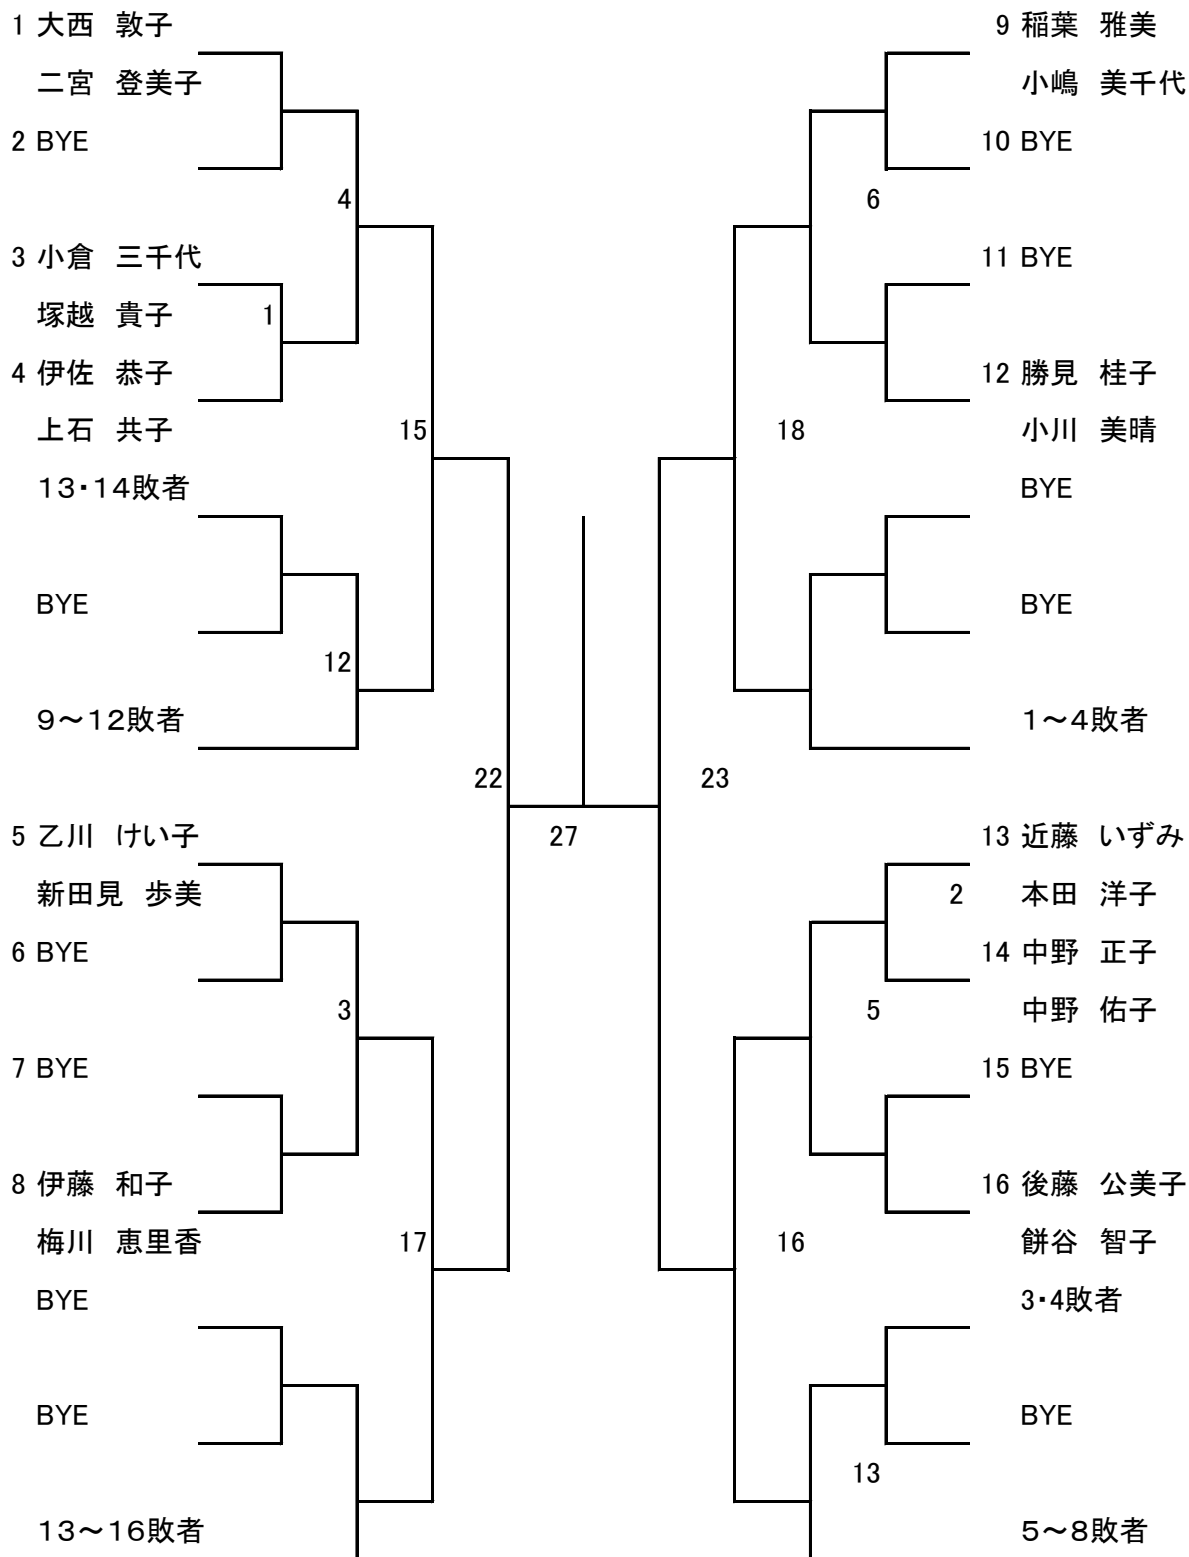 1 大西　敦子
二宮　登美子
2 BYE
4
3 小倉　三千代
塚越　貴子
1
4 伊佐　恭子
上石　共子
15
１３・１４敗者
BYE
12
９～１２敗者
22
5 乙川　けい子
新田見　歩美
6 BYE
3
7 BYE
8 伊藤　和子
梅川　恵里香
17
BYE
BYE
１３～１６敗者
27
9 稲葉　雅美
小嶋　美千代
10 BYE
6
11 BYE
12 勝見　桂子
小川　美晴
18
BYE
BYE
１～４敗者
23
13 近藤　いずみ
2
本田　洋子
14 中野　正子
中野　佑子
5
15 BYE
16 後藤　公美子
餅谷　智子
16
3・4敗者
BYE
13
５～８敗者